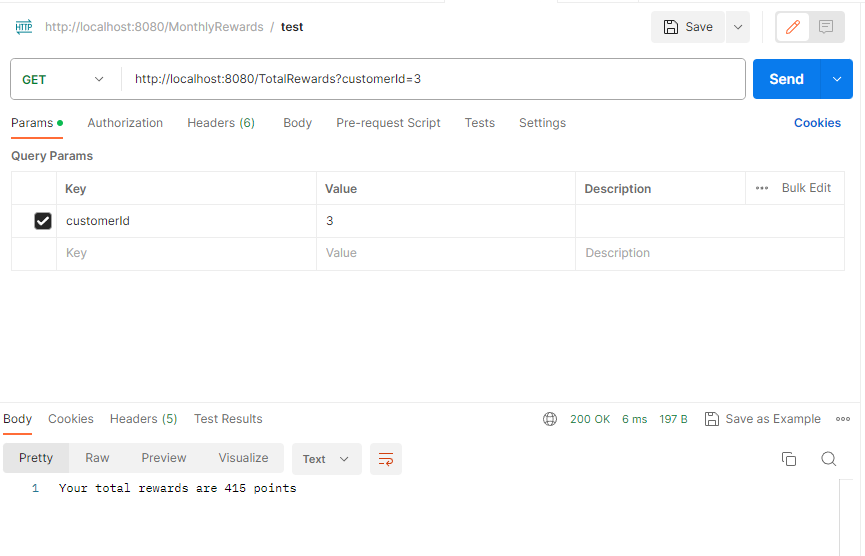 HTTP http://localhost:8080/MonthlyRewards / test Save
GET http://localhost:8080/TotalRewards?customerId=3 Send
Params Authorization Headers (6) Body Pre-request Script Tests Settings Cookies
Query Params
Key Value Description Bulk Edit
customerId 3
Key Value Description
Body Cookies Headers (5) Test Results 200 OK 6 ms 197 B Save as Example
Pretty Raw Preview Visualize Text
1 Your total rewards are 415 points